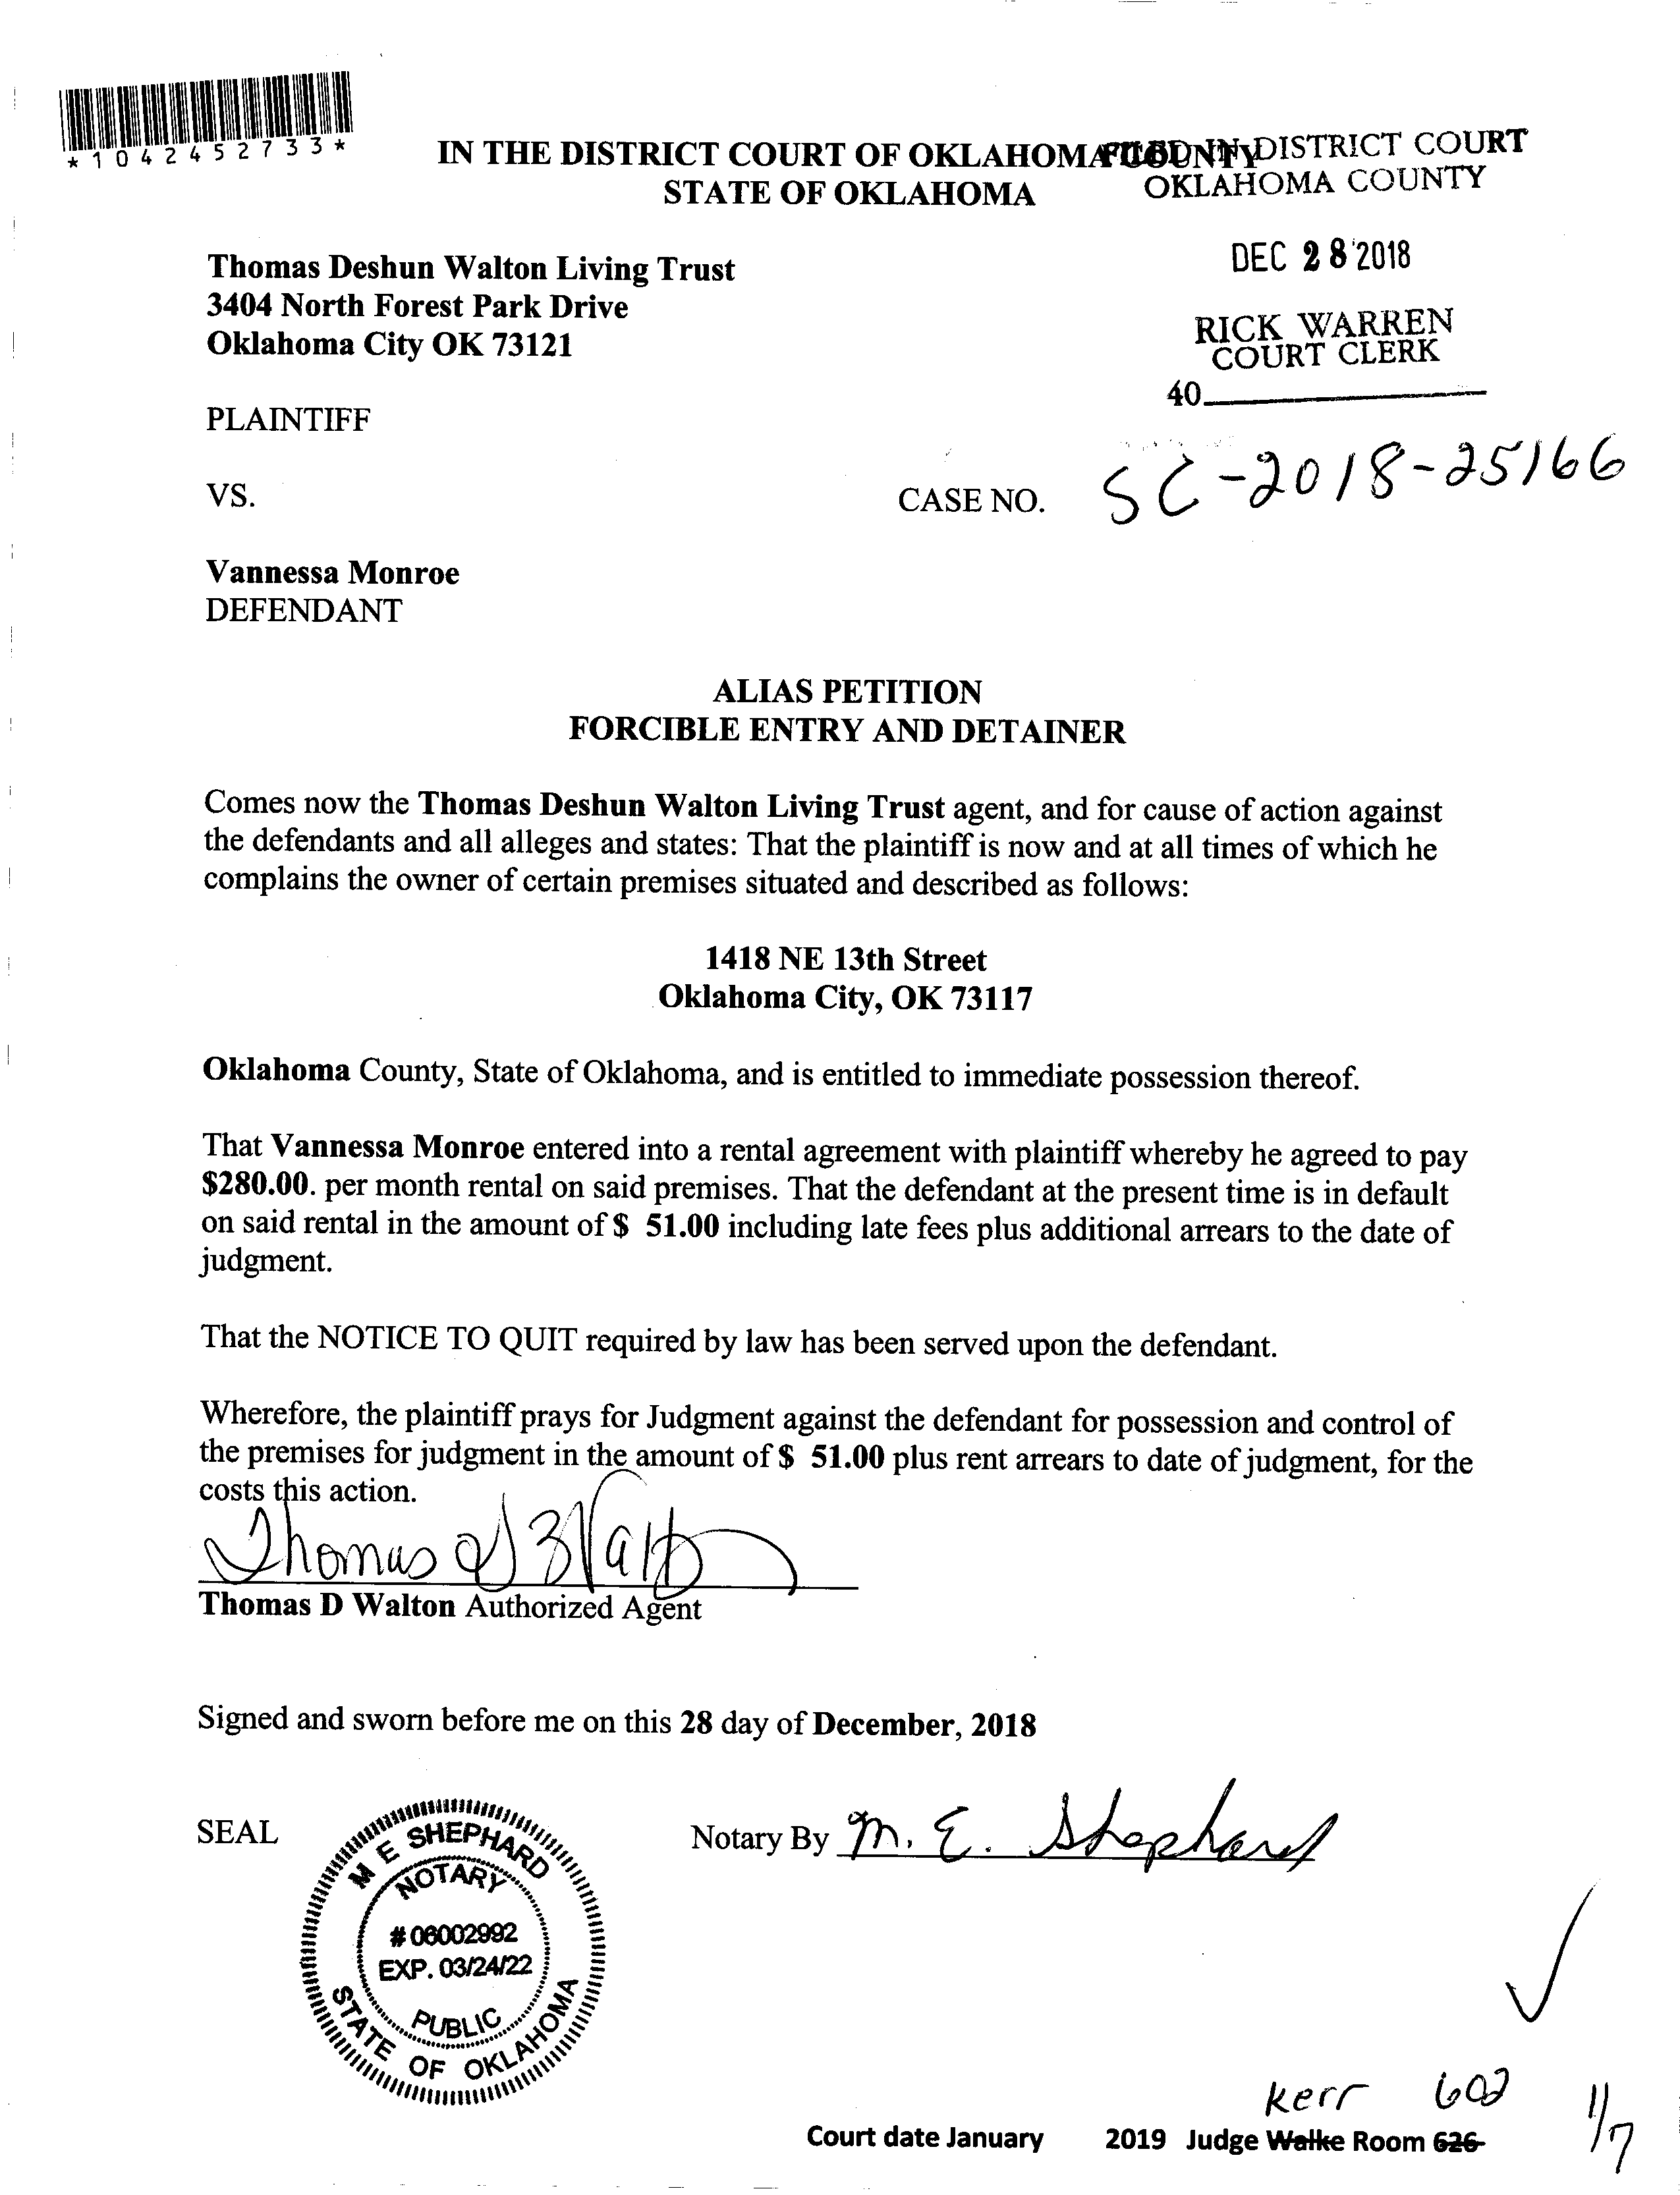 *1042452733*
IN THE DISTRICT COURT OF OKLAHOMA COUNTY
STATE OF OKLAHOMA
FILED IN DISTRICT COURT
OKLAHOMA COUNTY
DEC 28 2018
RICK WARREN
COURT CLERK
40
Thomas Deshun Walton Living Trust
3404 North Forest Park Drive
Oklahoma City OK 73121
PLAINTIFF
VS.
CASE NO. SC-2018-25166
Vannessa Monroe
DEFENDANT
ALIAS PETITION
FORCIBLE ENTRY AND DETAINER
Comes now the Thomas Deshun Walton Living Trust agent, and for cause of action against
the defendants and all alleges and states: That the plaintiff is now and at all times of which he
complains the owner of certain premises situated and described as follows:
1418 NE 13th Street
Oklahoma City, OK 73117
Oklahoma County, State of Oklahoma, and is entitled to immediate possession thereof.
That Vannessa Monroe entered into a rental agreement with plaintiff whereby he agreed to pay
$280.00. per month rental on said premises. That the defendant at the present time is in default
on said rental in the amount of $ 51.00 including late fees plus additional arrears to the date of
judgment.
That the NOTICE TO QUIT required by law has been served upon the defendant.
Wherefore, the plaintiff prays for Judgment against the defendant for possession and control of
the premises for judgment in the amount of $ 51.00 plus rent arrears to date of judgment, for the
costs this action.
Thomas D Walton
Thomas D Walton Authorized Agent
Signed and sworn before me on this 28 day of December, 2018
SEAL
Notary By M. E. Shephard
M E SHEPHARD
NOTARY
# 06002992
EXP. 03/24/22
PUBLIC
STATE OF OKLAHOMA
kerr 602
Court date January 2019 Judge Walke Room 626
1/7